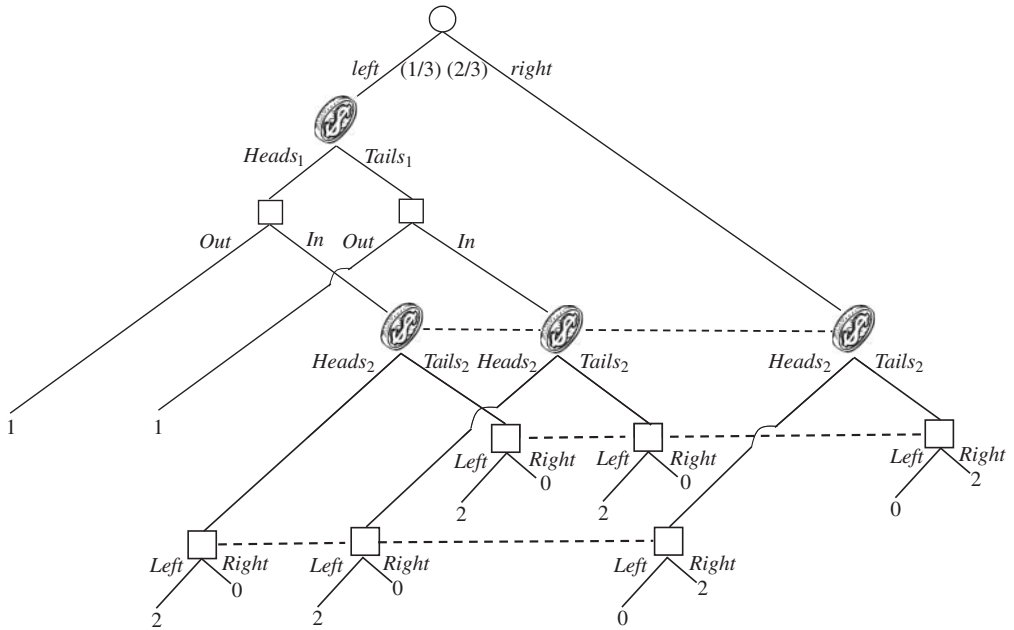 left (1/3) (2/3) right
Heads1 Tails1
Out In Out In
Heads2 Tails2 Heads2 Tails2 Heads2 Tails2
1 1
Left Right Left Right Left Right
0 0 2
2 2 0
Left Right Left Right Left Right
0 0 2
2 2 0